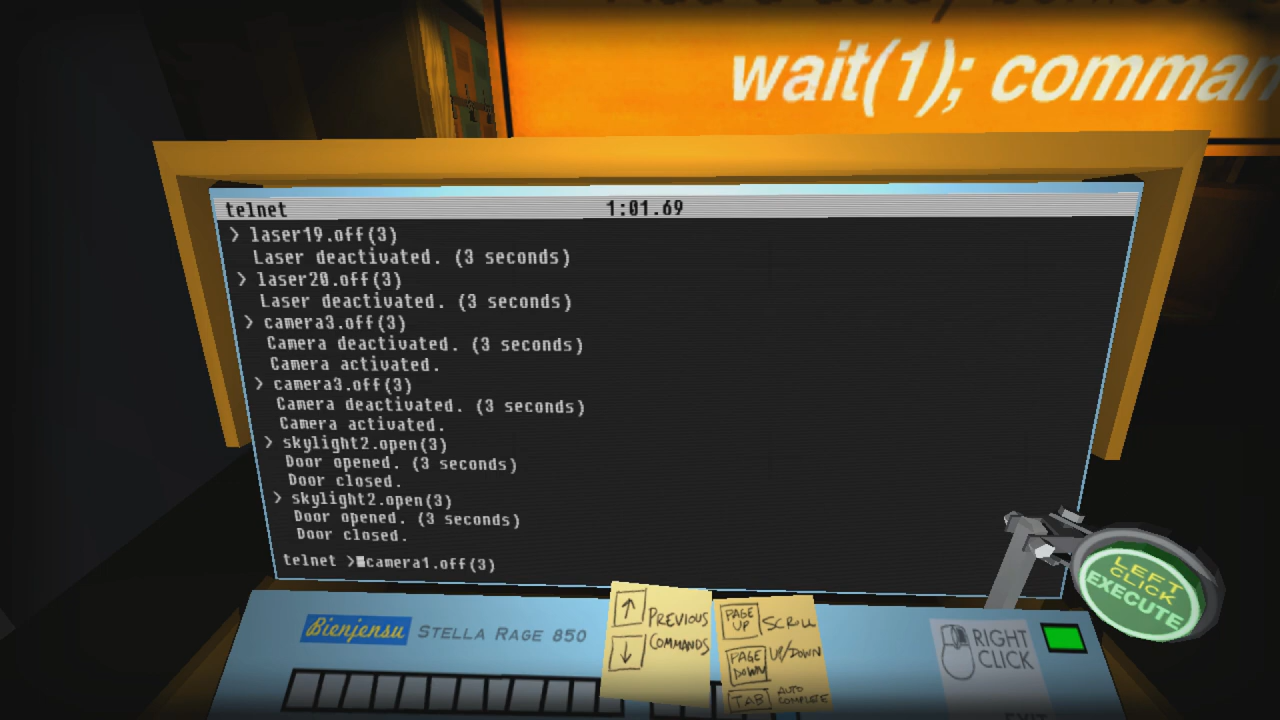 wait(1); comman
telnet 1:01.69
> laser19.off(3)
Laser deactivated. (3 seconds)
> laser20.off(3)
Laser deactivated. (3 seconds)
> camera3.off(3)
Camera deactivated. (3 seconds)
Camera activated.
> camera3.off(3)
Camera deactivated. (3 seconds)
Camera activated.
> skylight2.open(3)
Door opened. (3 seconds)
Door closed.
> skylight2.open(3)
Door opened. (3 seconds)
Door closed.
telnet >camera1.off(3)
LEFT
CLICK
EXECUTE
Bienjensu STELLA RAGE 850
↑ PREVIOUS
↓ COMMANDS
PAGE UP SCROLL
PAGE DOWN UP/DOWN
TAB AUTO COMPLETE
RIGHT
CLICK